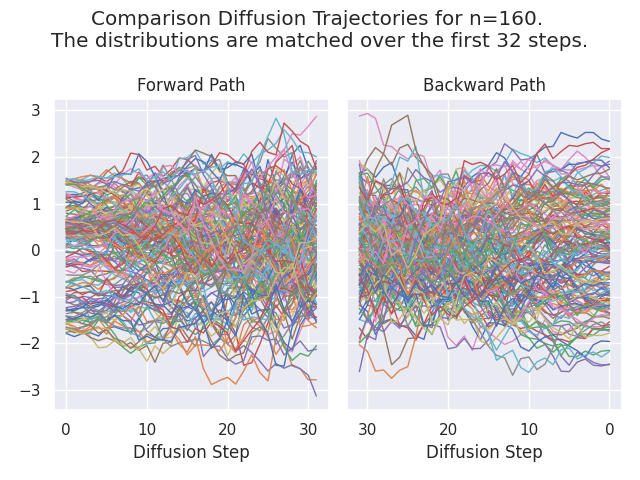 Comparison Diffusion Trajectories for n=160.
The distributions are matched over the first 32 steps.
Forward Path
Backward Path
3
2
1
0
−1
−2
−3
0 10 20 30
30 20 10 0
Diffusion Step
Diffusion Step